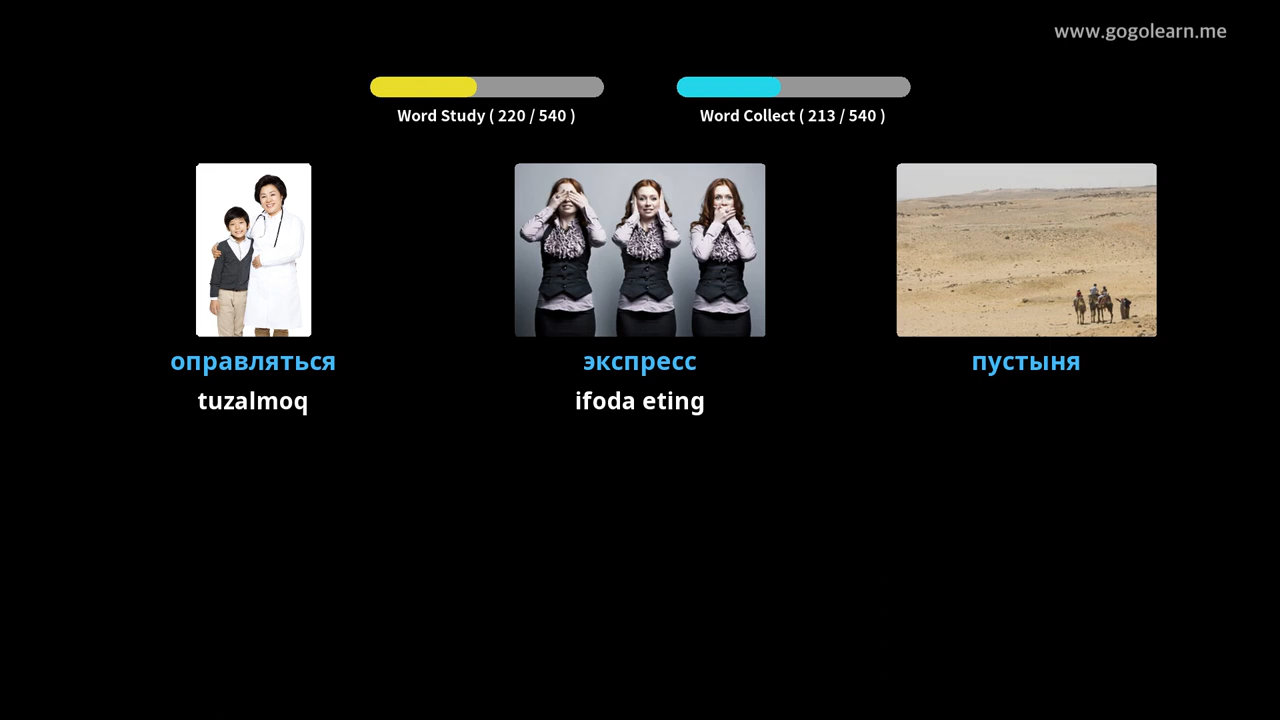 www.gogolearn.me
Word Study ( 220 / 540 )
Word Collect ( 213 / 540 )
оправляться
экспресс
пустыня
tuzalmoq
ifoda eting